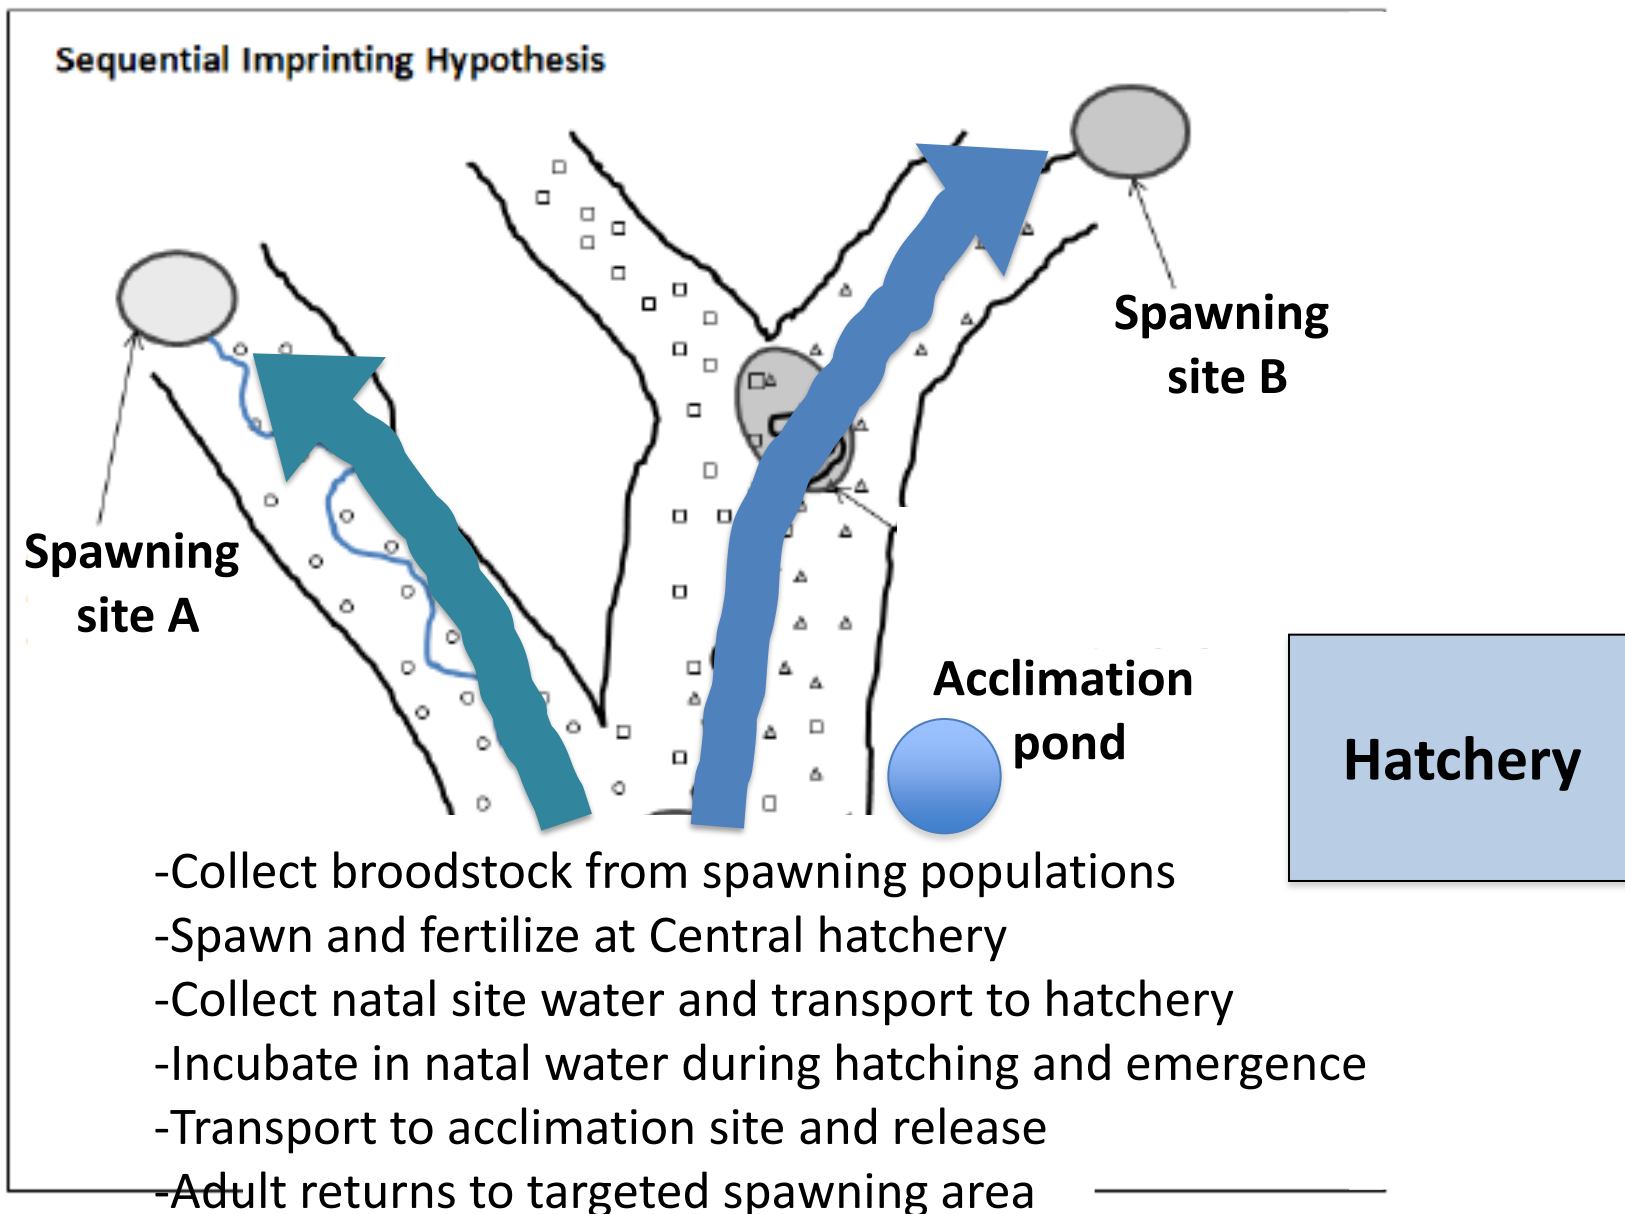 Sequential Imprinting Hypothesis
Spawning
site B
Spawning
site A
Acclimation
pond
Hatchery
-Collect broodstock from spawning populations
-Spawn and fertilize at Central hatchery
-Collect natal site water and transport to hatchery
-Incubate in natal water during hatching and emergence
-Transport to acclimation site and release
-Adult returns to targeted spawning area